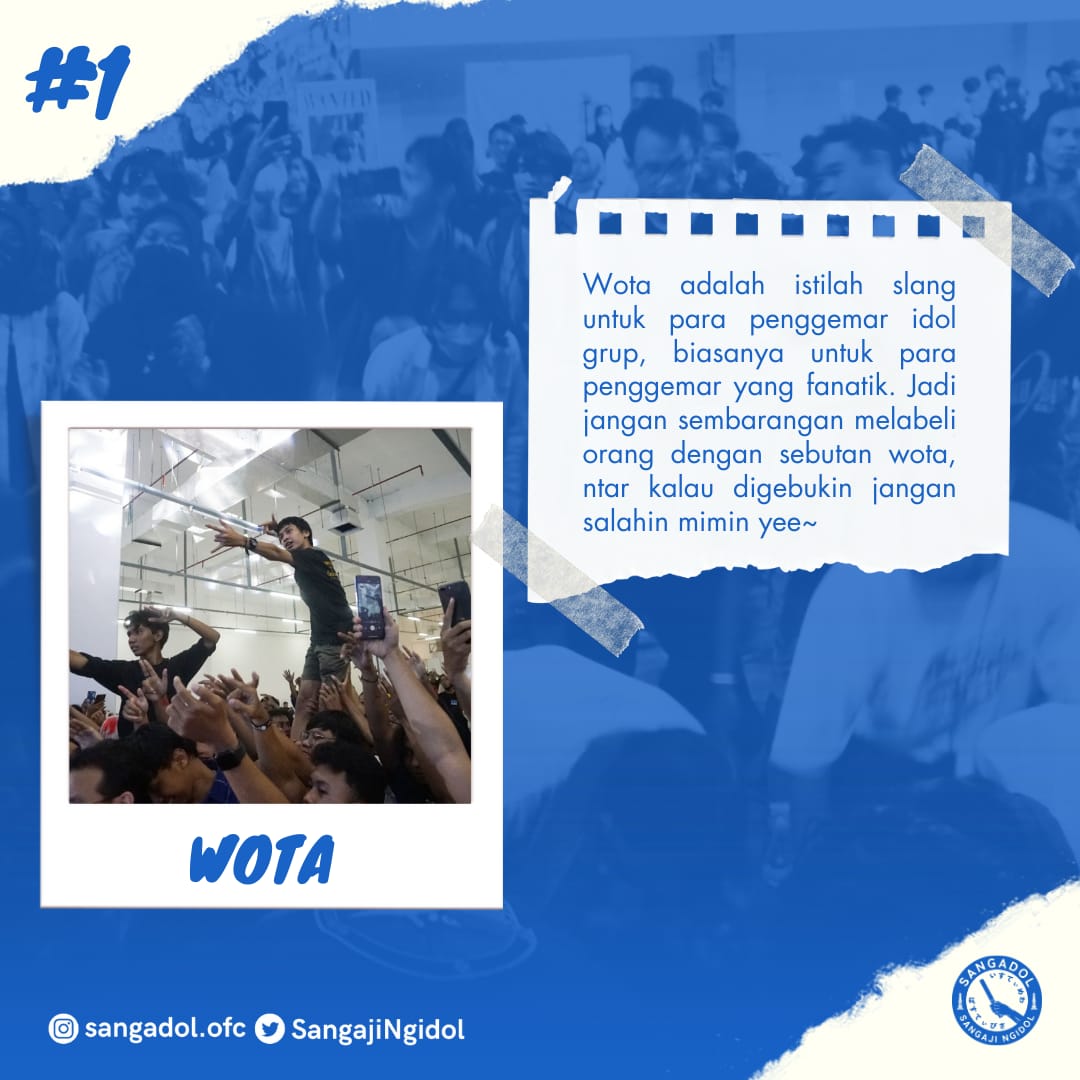 #1
WANTED
Wota adalah istilah slang
untuk para penggemar idol
grup, biasanya untuk para
penggemar yang fanatik. Jadi
jangan sembarangan melabeli
orang dengan sebutan wota,
ntar kalau digebukin jangan
salahin mimin yee~
WOTA
sangadol.ofc SangajiNgidol
SANGADOL
SANGAJI NGIDOL